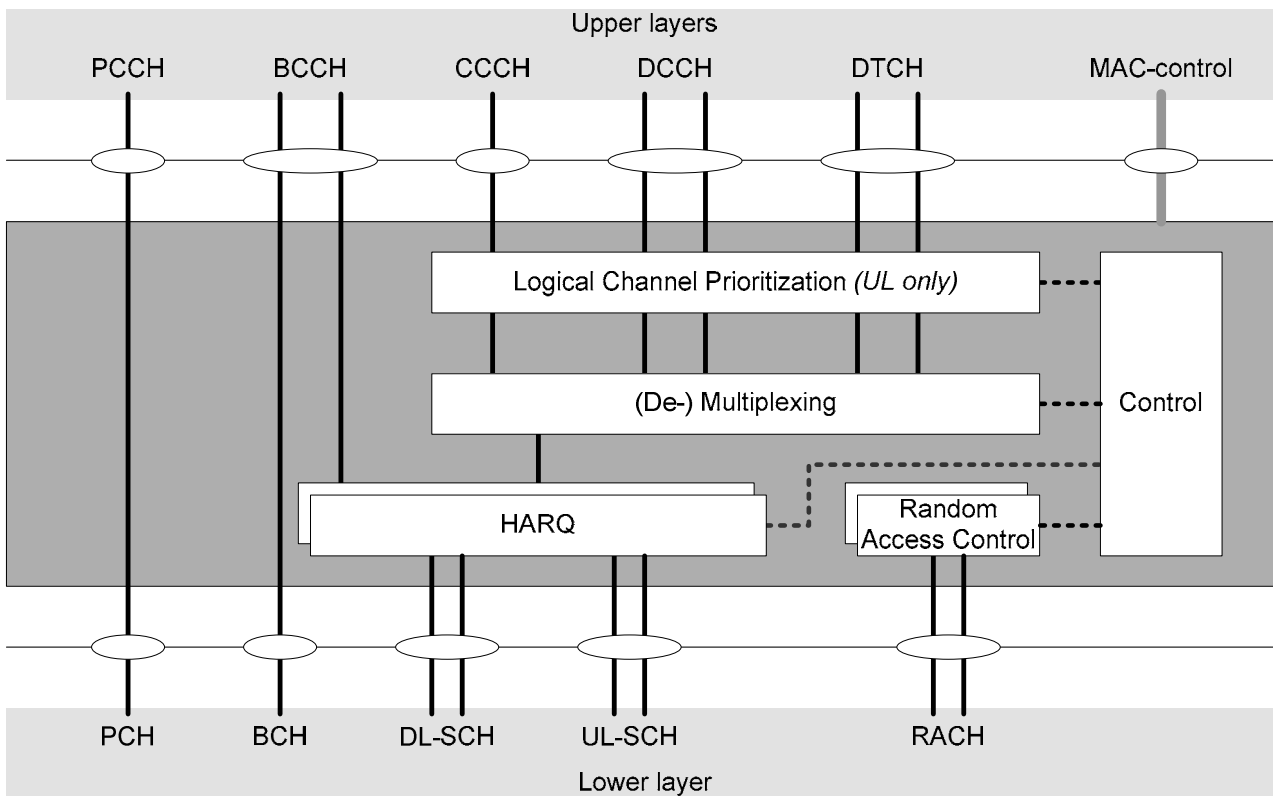 Upper layers
PCCH
BCCH
CCCH
DCCH
DTCH
MAC-control
Logical Channel Prioritization (UL only)
(De-) Multiplexing
Control
HARQ
Random
Access Control
PCH
BCH
DL-SCH
UL-SCH
RACH
Lower layer